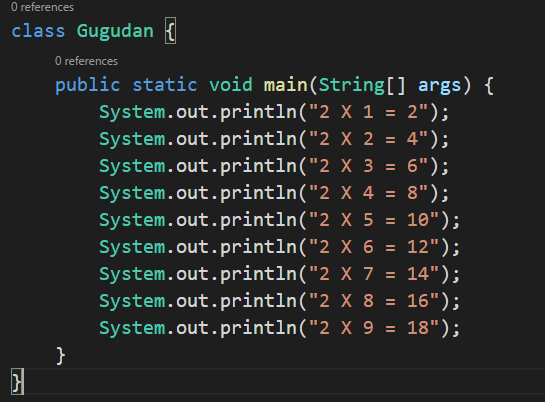 0 references
class Gugudan {
0 references
public static void main(String[] args) {
System.out.println("2 X 1 = 2");
System.out.println("2 X 2 = 4");
System.out.println("2 X 3 = 6");
System.out.println("2 X 4 = 8");
System.out.println("2 X 5 = 10");
System.out.println("2 X 6 = 12");
System.out.println("2 X 7 = 14");
System.out.println("2 X 8 = 16");
System.out.println("2 X 9 = 18");
}
}